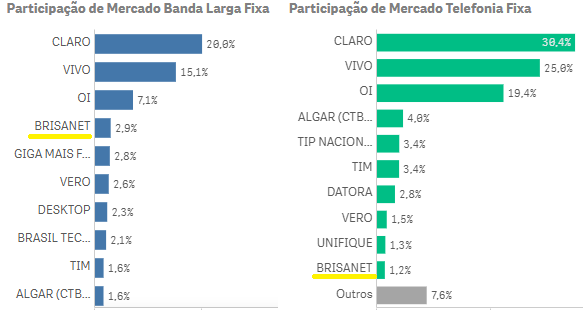 Participação de Mercado Banda Larga Fixa
CLARO 20,0%
VIVO 15,1%
OI 7,1%
BRISANET 2,9%
GIGA MAIS F... 2,8%
VERO 2,6%
DESKTOP 2,3%
BRASIL TEC... 2,1%
TIM 1,6%
ALGAR (CTB... 1,6%
Participação de Mercado Telefonia Fixa
CLARO 30,4%
VIVO 25,0%
OI 19,4%
ALGAR (CTB... 4,0%
TIP NACION... 3,4%
TIM 3,4%
DATORA 2,8%
VERO 1,5%
UNIFIQUE 1,3%
BRISANET 1,2%
Outros 7,6%